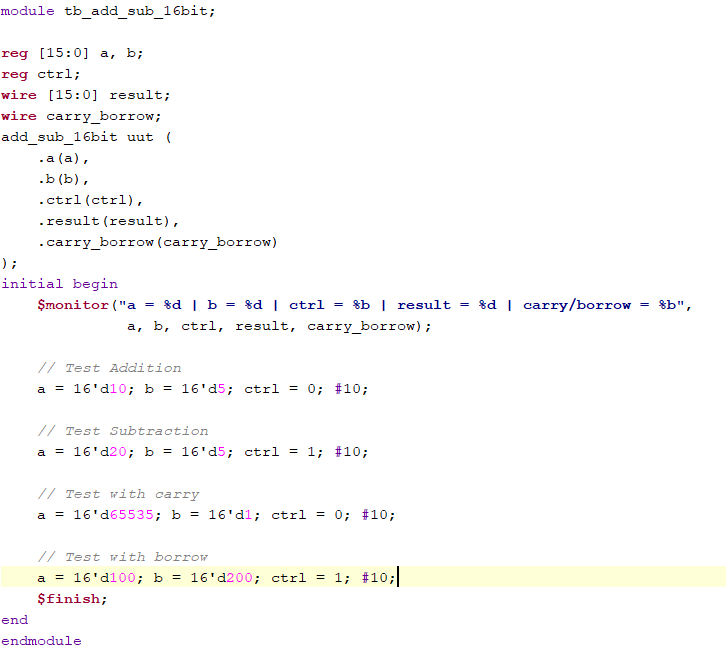 module tb_add_sub_16bit;

reg [15:0] a, b;
reg ctrl;
wire [15:0] result;
wire carry_borrow;
add_sub_16bit uut (
    .a(a),
    .b(b),
    .ctrl(ctrl),
    .result(result),
    .carry_borrow(carry_borrow)
);
initial begin
    $monitor("a = %d | b = %d | ctrl = %b | result = %d | carry/borrow = %b",
              a, b, ctrl, result, carry_borrow);

    // Test Addition
    a = 16'd10; b = 16'd5; ctrl = 0; #10;

    // Test Subtraction
    a = 16'd20; b = 16'd5; ctrl = 1; #10;

    // Test with carry
    a = 16'd65535; b = 16'd1; ctrl = 0; #10;

    // Test with borrow
    a = 16'd100; b = 16'd200; ctrl = 1; #10;
    $finish;
end
endmodule